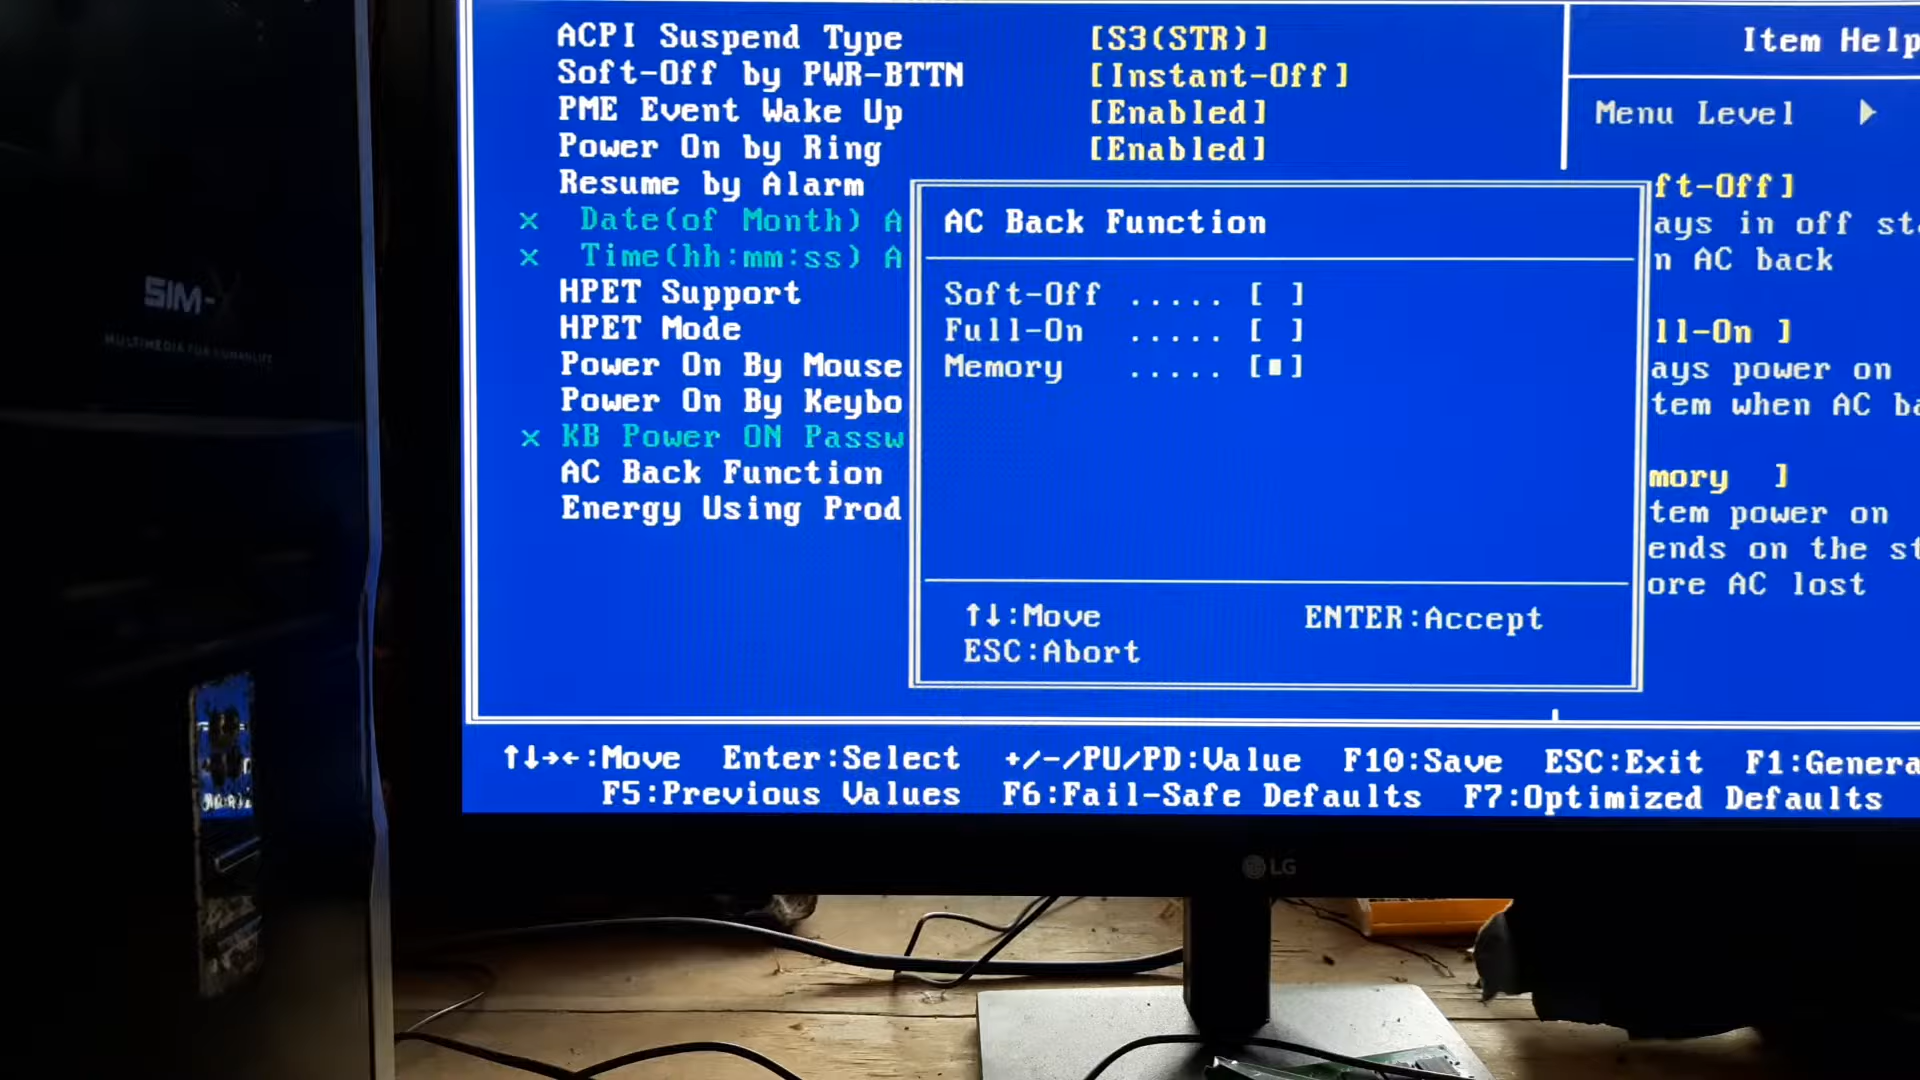 ACPI Suspend Type [S3(STR)]
Soft-Off by PWR-BTTN [Instant-Off]
PME Event Wake Up [Enabled]
Power On by Ring [Enabled]
Resume by Alarm
x Date(of Month) A
x Time(hh:mm:ss) A
HPET Support
HPET Mode
Power On By Mouse
Power On By Keybo
x KB Power ON Passw
AC Back Function
Energy Using Prod
AC Back Function
Soft-Off ..... [ ]
Full-On ..... [ ]
Memory ..... [■]
↑↓:Move ENTER:Accept
ESC:Abort
Item Help
Menu Level ▶
ft-Off]
ays in off st
n AC back
ll-On ]
ays power on
tem when AC ba
mory ]
tem power on
ends on the st
ore AC lost
↑↓→←:Move Enter:Select +/-/PU/PD:Value F10:Save ESC:Exit F1:Genera
F5:Previous Values F6:Fail-Safe Defaults F7:Optimized Defaults
LG
SIM-X
MULTIMEDIA FOR HUMANLIFE